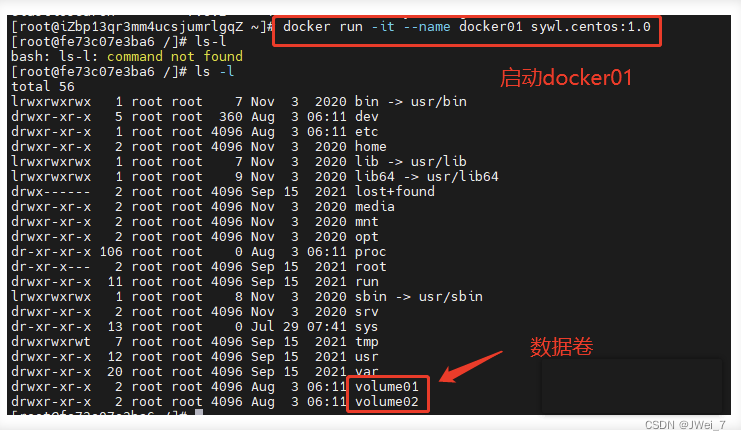 [root@iZbp13qr3mm4ucsjumrlgqZ ~]# docker run -it --name docker01 sywl.centos:1.0
[root@fe73c07e3ba6 /]# ls-l
bash: ls-l: command not found
[root@fe73c07e3ba6 /]# ls -l
启动docker01
total 56
lrwxrwxrwx   1 root root    7 Nov  3  2020 bin -> usr/bin
drwxr-xr-x   5 root root  360 Aug  3 06:11 dev
drwxr-xr-x   1 root root 4096 Aug  3 06:11 etc
drwxr-xr-x   2 root root 4096 Nov  3  2020 home
lrwxrwxrwx   1 root root    7 Nov  3  2020 lib -> usr/lib
lrwxrwxrwx   1 root root    9 Nov  3  2020 lib64 -> usr/lib64
drwx------   2 root root 4096 Sep 15  2021 lost+found
drwxr-xr-x   2 root root 4096 Nov  3  2020 media
drwxr-xr-x   2 root root 4096 Nov  3  2020 mnt
drwxr-xr-x   2 root root 4096 Nov  3  2020 opt
dr-xr-xr-x 106 root root    0 Aug  3 06:11 proc
dr-xr-x---   2 root root 4096 Sep 15  2021 root
drwxr-xr-x  11 root root 4096 Sep 15  2021 run
lrwxrwxrwx   1 root root    8 Nov  3  2020 sbin -> usr/sbin
drwxr-xr-x   2 root root 4096 Nov  3  2020 srv
dr-xr-xr-x  13 root root    0 Jul 29 07:41 sys
drwxrwxrwt   7 root root 4096 Sep 15  2021 tmp
drwxr-xr-x  12 root root 4096 Sep 15  2021 usr
drwxr-xr-x  20 root root 4096 Sep 15  2021 var
数据卷
drwxr-xr-x   2 root root 4096 Aug  3 06:11 volume01
drwxr-xr-x   2 root root 4096 Aug  3 06:11 volume02
[root@fe73c07e3ba6 /]#
CSDN @JWei_7